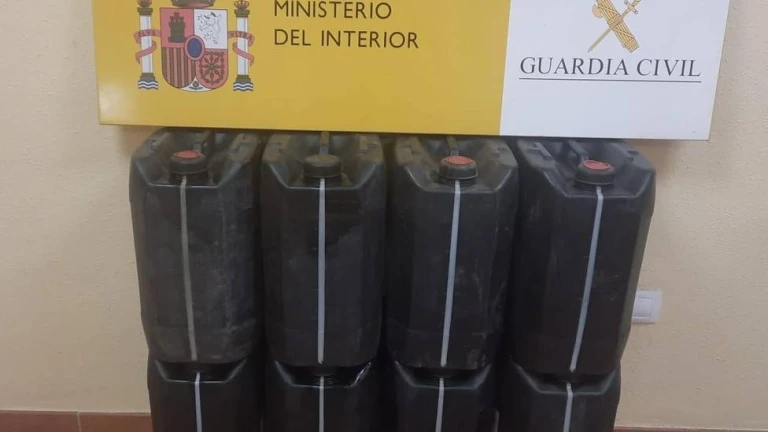 MINISTERIO
DEL INTERIOR
GUARDIA CIVIL